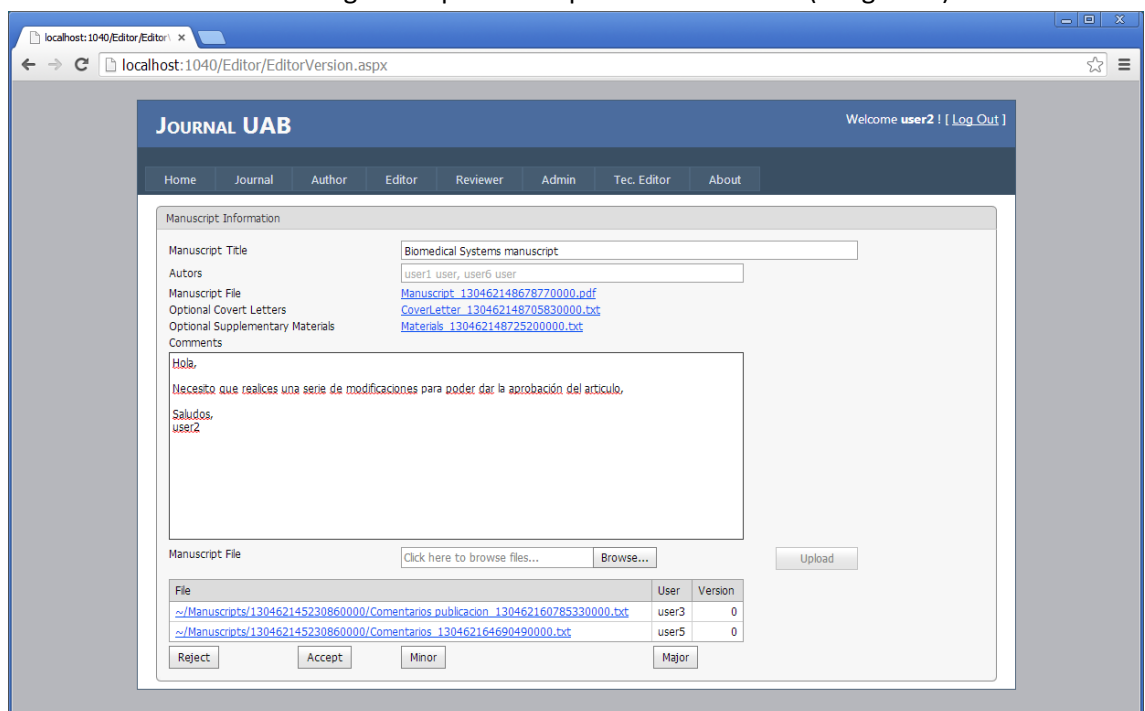 localhost:1040/Editor/Editor\
localhost:1040/Editor/EditorVersion.aspx
JOURNAL UAB
Welcome user2 ! [ Log Out ]
Home Journal Author Editor Reviewer Admin Tec. Editor About
Manuscript Information
Manuscript Title Biomedical Systems manuscript
Autors user1 user, user6 user
Manuscript File Manuscript_130462148678770000.pdf
Optional Covert Letters CoverLetter_130462148705830000.txt
Optional Supplementary Materials Materials_130462148725200000.txt
Comments
Hola,
Necesito que realices una serie de modificaciones para poder dar la aprobación del articulo,
Saludos,
user2
Manuscript File Click here to browse files... Browse... Upload
File User Version
~/Manuscripts/130462145230860000/Comentarios publicacion_130462160785330000.txt user3 0
~/Manuscripts/130462145230860000/Comentarios_130462164690490000.txt user5 0
Reject Accept Minor Major